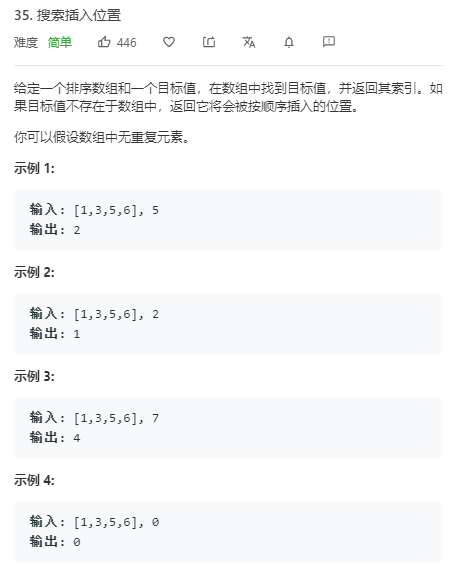 35. 搜索插入位置
难度 简单 446
给定一个排序数组和一个目标值，在数组中找到目标值，并返回其索引。如
果目标值不存在于数组中，返回它将会被按顺序插入的位置。
你可以假设数组中无重复元素。
示例 1:
输入: [1,3,5,6], 5
输出: 2
示例 2:
输入: [1,3,5,6], 2
输出: 1
示例 3:
输入: [1,3,5,6], 7
输出: 4
示例 4:
输入: [1,3,5,6], 0
输出: 0